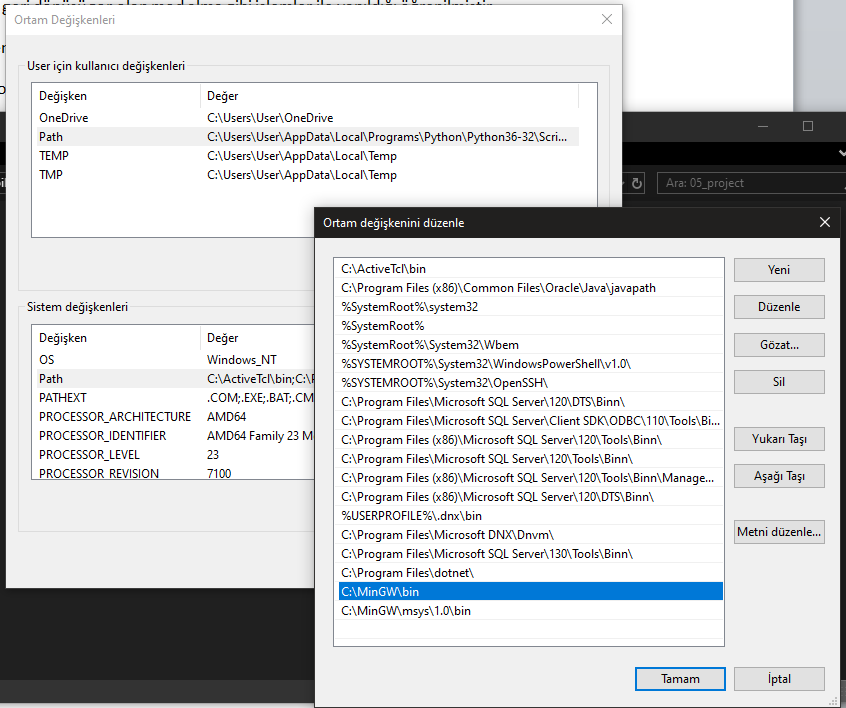 Ortam Değişkenleri
User için kullanıcı değişkenleri
Değişken Değer
OneDrive C:\Users\User\OneDrive
Path C:\Users\User\AppData\Local\Programs\Python\Python36-32\Scri...
TEMP C:\Users\User\AppData\Local\Temp
TMP C:\Users\User\AppData\Local\Temp
Ara: 05_project
Sistem değişkenleri
Değişken Değer
OS Windows_NT
Path C:\ActiveTcl\bin;C:\P
PATHEXT .COM;.EXE;.BAT;.CM
PROCESSOR_ARCHITECTURE AMD64
PROCESSOR_IDENTIFIER AMD64 Family 23 M
PROCESSOR_LEVEL 23
PROCESSOR_REVISION 7100
Ortam değişkenini düzenle
C:\ActiveTcl\bin
C:\Program Files (x86)\Common Files\Oracle\Java\javapath
%SystemRoot%\system32
%SystemRoot%
%SystemRoot%\System32\Wbem
%SYSTEMROOT%\System32\WindowsPowerShell\v1.0\
%SYSTEMROOT%\System32\OpenSSH\
C:\Program Files\Microsoft SQL Server\120\DTS\Binn\
C:\Program Files\Microsoft SQL Server\Client SDK\ODBC\110\Tools\Bi...
C:\Program Files (x86)\Microsoft SQL Server\120\Tools\Binn\
C:\Program Files\Microsoft SQL Server\120\Tools\Binn\
C:\Program Files (x86)\Microsoft SQL Server\120\Tools\Binn\Manage...
C:\Program Files (x86)\Microsoft SQL Server\120\DTS\Binn\
%USERPROFILE%\.dnx\bin
C:\Program Files\Microsoft DNX\Dnvm\
C:\Program Files\Microsoft SQL Server\130\Tools\Binn\
C:\Program Files\dotnet\
C:\MinGW\bin
C:\MinGW\msys\1.0\bin
Yeni
Düzenle
Gözat...
Sil
Yukarı Taşı
Aşağı Taşı
Metni düzenle...
Tamam
İptal